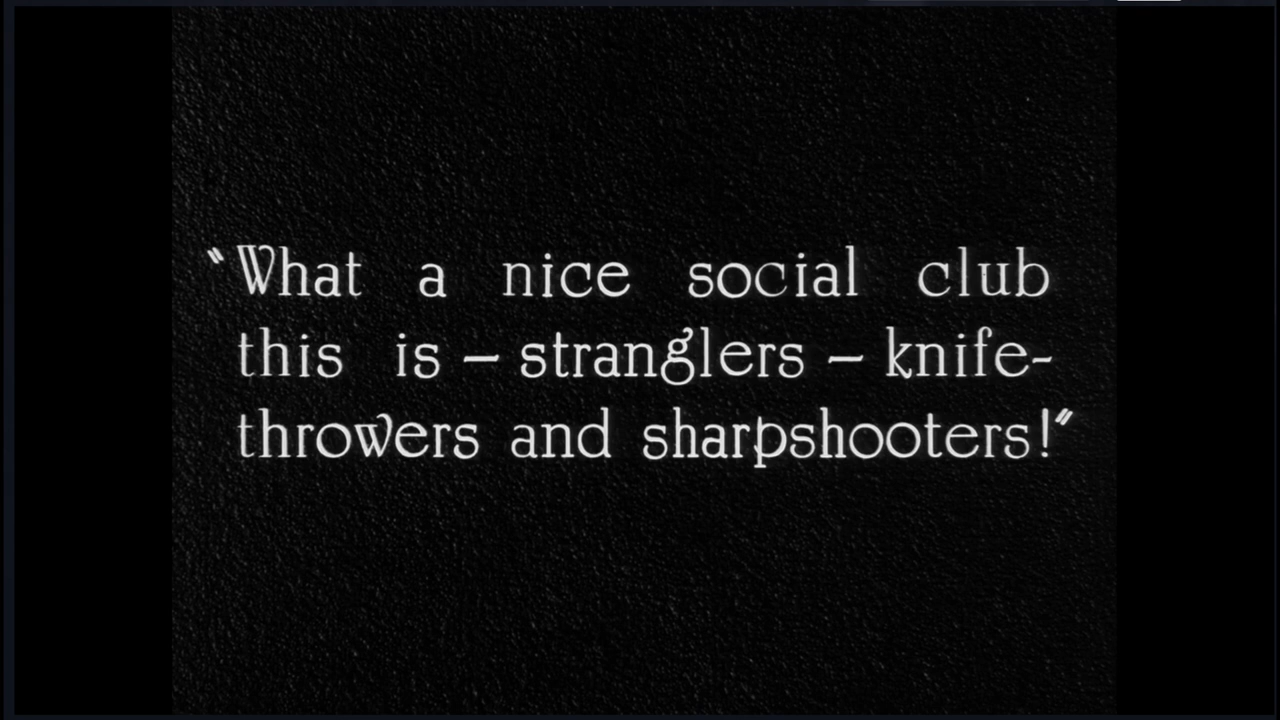 “What a nice social club
this is – stranglers – knife-
throwers and sharpshooters!”